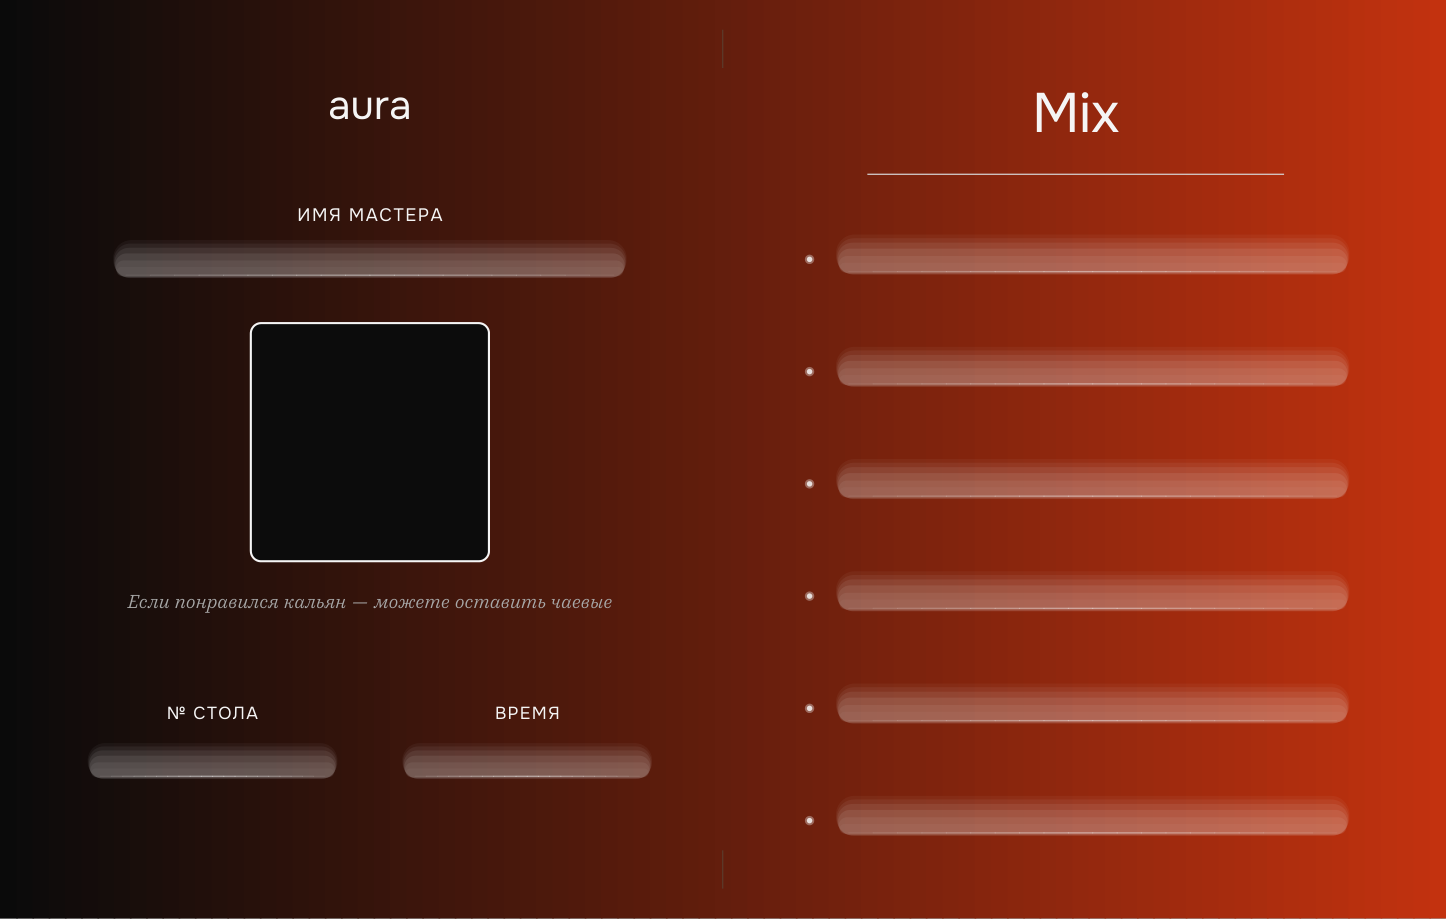 aura
ИМЯ МАСТЕРА
Если понравился кальян — можете оставить чаевые
№ СТОЛА
ВРЕМЯ
Mix